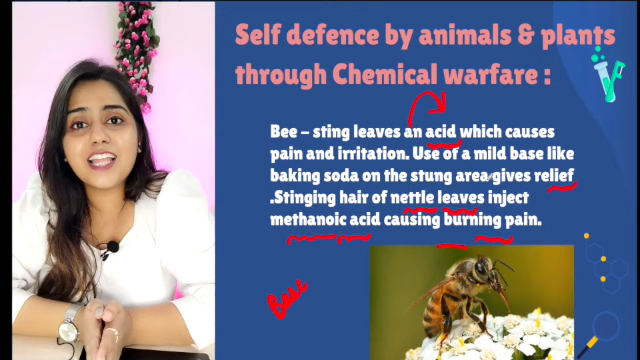 Self defence by animals & plants
through Chemical warfare :
Bee – sting leaves an acid which causes
pain and irritation. Use of a mild base like
baking soda on the stung area gives relief
.Stinging hair of nettle leaves inject
methanoic acid causing burning pain.
Base